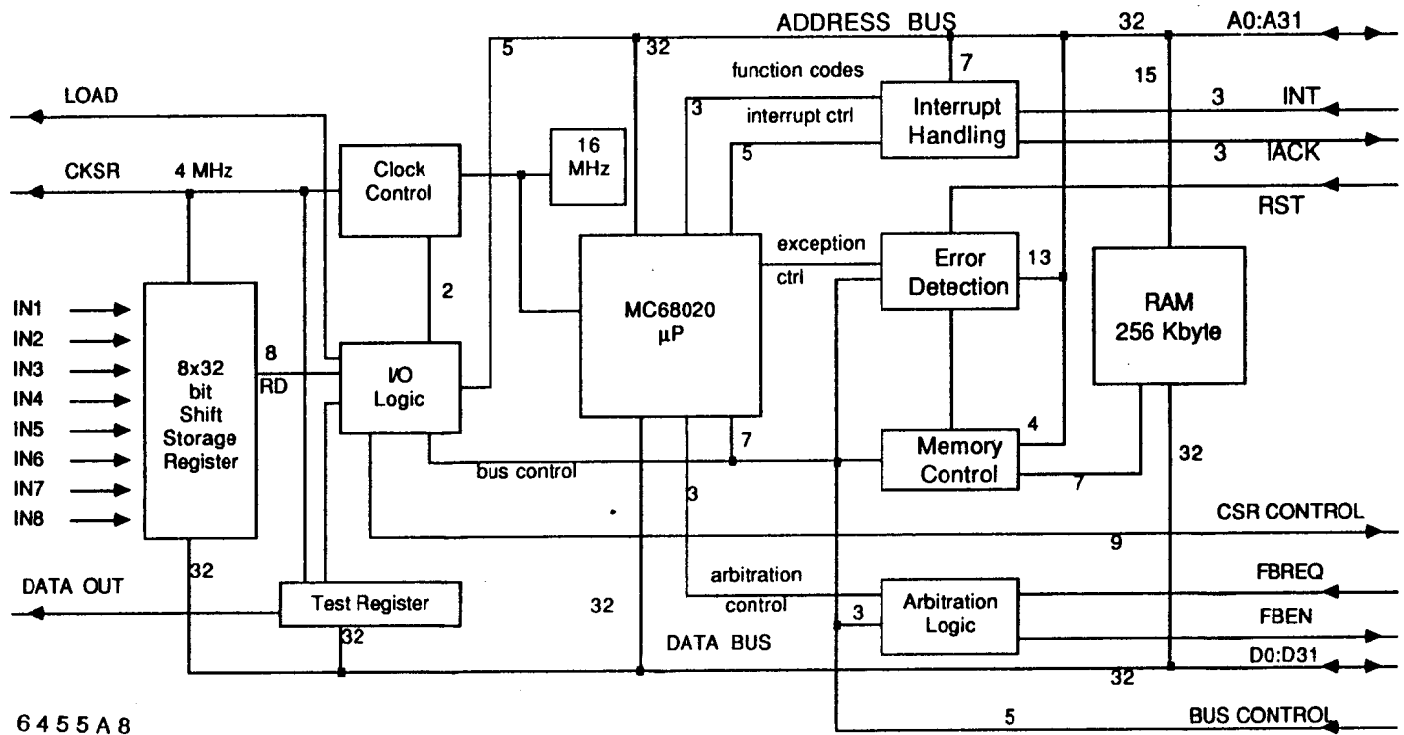 ADDRESS BUS
32
A0:A31
5
32
function codes
7
15
LOAD
3
interrupt ctrl
Interrupt
Handling
3
INT
16
MHz
5
3
IACK
CKSR
4 MHz
Clock
Control
RST
exception
ctrl
Error
Detection
13
2
MC68020
µP
RAM
256 Kbyte
IN1
IN2
IN3
IN4
IN5
IN6
IN7
IN8
8x32
bit
Shift
Storage
Register
8
RD
I/O
Logic
7
4
bus control
Memory
Control
7
32
3
CSR CONTROL
9
32
DATA OUT
Test Register
32
32
arbitration
control
3
Arbitration
Logic
FBREQ
FBEN
DATA BUS
D0:D31
32
6455A8
5
BUS CONTROL